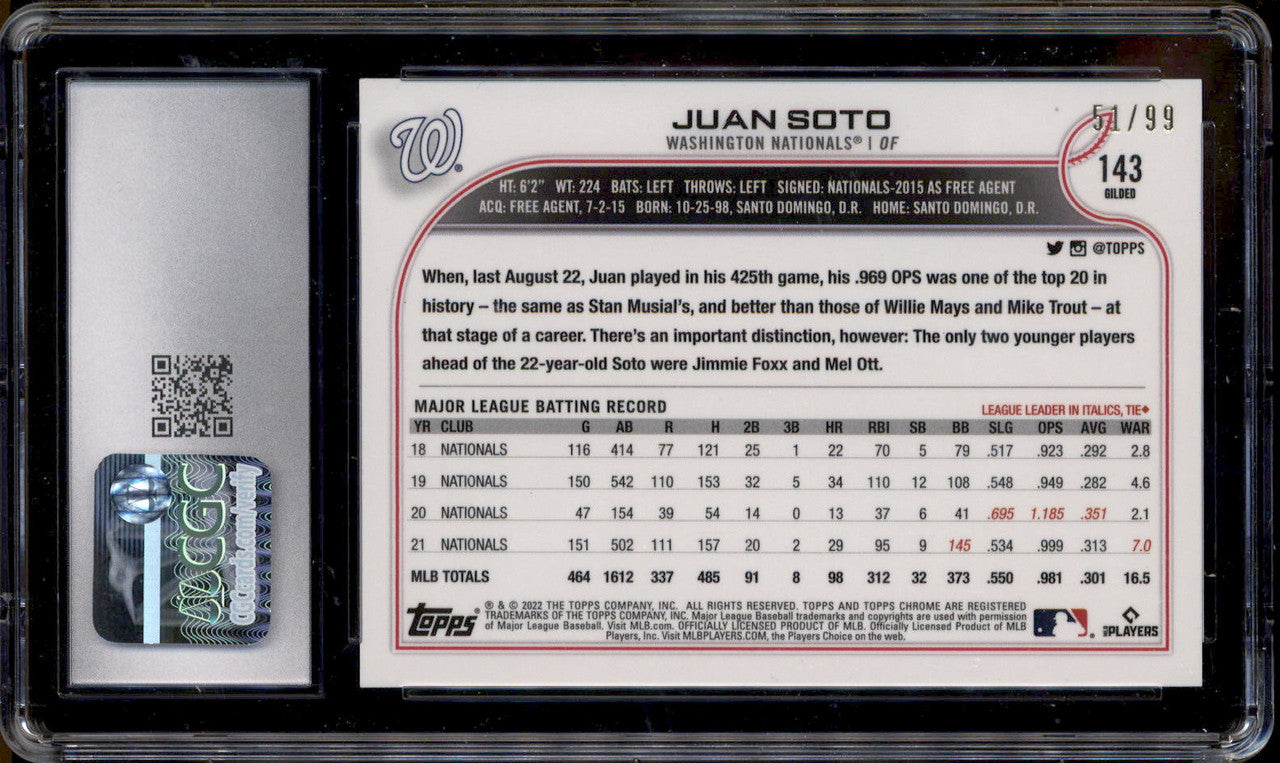 JUAN SOTO
WASHINGTON NATIONALS® | OF
51/99
143
GILDED
W®
HT: 6'2" WT: 224 BATS: LEFT THROWS: LEFT SIGNED: NATIONALS-2015 AS FREE AGENT
ACQ: FREE AGENT, 7-2-15 BORN: 10-25-98, SANTO DOMINGO, D.R. HOME: SANTO DOMINGO, D.R.
@TOPPS
When, last August 22, Juan played in his 425th game, his .969 OPS was one of the top 20 in
history – the same as Stan Musial's, and better than those of Willie Mays and Mike Trout – at
that stage of a career. There's an important distinction, however: The only two younger players
ahead of the 22-year-old Soto were Jimmie Foxx and Mel Ott.
MAJOR LEAGUE BATTING RECORD LEAGUE LEADER IN ITALICS, TIE♦
YR CLUB G AB R H 2B 3B HR RBI SB BB SLG OPS AVG WAR
18 NATIONALS 116 414 77 121 25 1 22 70 5 79 .517 .923 .292 2.8
19 NATIONALS 150 542 110 153 32 5 34 110 12 108 .548 .949 .282 4.6
20 NATIONALS 47 154 39 54 14 0 13 37 6 41 .695 1.185 .351 2.1
21 NATIONALS 151 502 111 157 20 2 29 95 9 145 .534 .999 .313 7.0
MLB TOTALS 464 1612 337 485 91 8 98 312 32 373 .550 .981 .301 16.5
Topps®
® & © 2022 THE TOPPS COMPANY, INC. ALL RIGHTS RESERVED. TOPPS AND TOPPS CHROME ARE REGISTERED
TRADEMARKS OF THE TOPPS COMPANY, INC. Major League Baseball trademarks and copyrights are used with permission
of Major League Baseball. Visit MLB.com. OFFICIALLY LICENSED PRODUCT OF MLB. Officially Licensed Product of MLB
Players, Inc. Visit MLBPLAYERS.COM, the Players Choice on the web.
MLB PLAYERS
CGC
CGCcards.com/verify